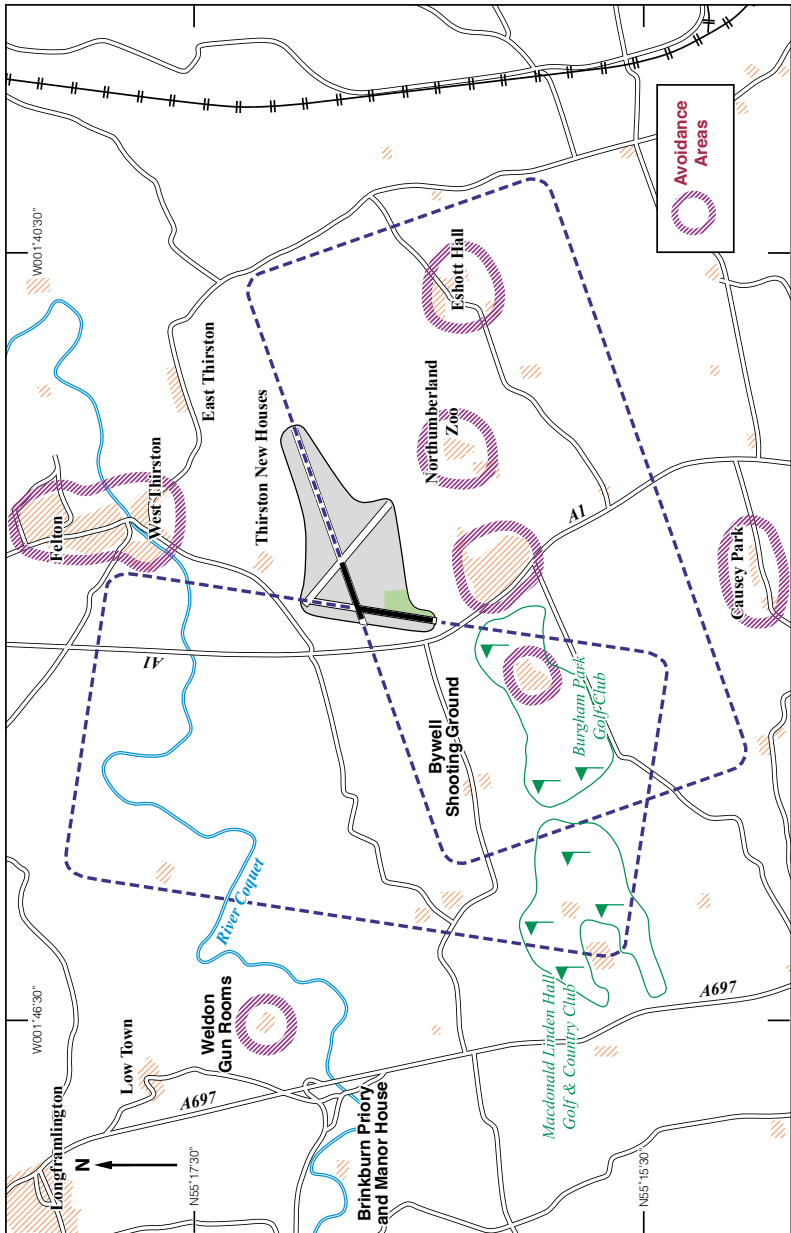 Longframlington
N
Low Town
A697
Weldon
Gun Rooms
Brinkburn Priory
and Manor House
W001°46'30"
N55°17'30"
River Coquet
A1
Felton
West Thirston
East Thirston
Thirston New Houses
W001°40'30"
Bywell
Shooting Ground
Northumberland
Zoo
Eshott Hall
A1
Burgham Park
Golf Club
Macdonald Linden Hall
Golf & Country Club
A697
N55°15'30"
Causey Park
Avoidance
Areas